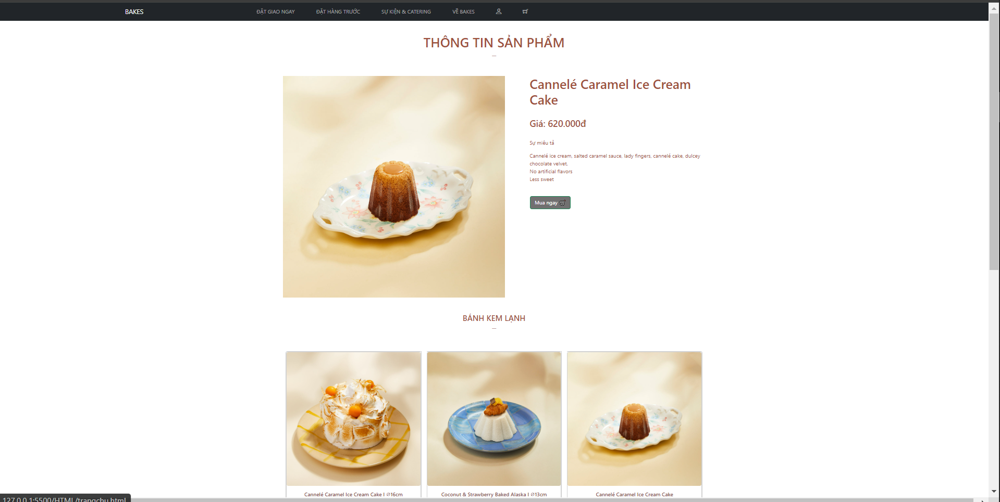 BAKES
ĐẶT GIAO NGAY
ĐẶT HÀNG TRƯỚC
SỰ KIỆN & CATERING
VỀ BAKES
THÔNG TIN SẢN PHẨM
Cannelé Caramel Ice Cream
Cake
Giá: 620.000đ
Sự miêu tả
Cannelé ice cream, salted caramel sauce, lady fingers, cannelé cake, dulcey
chocolate velvet.
No artificial flavors
Less sweet
Mua ngay
BÁNH KEM LẠNH
Cannelé Caramel Ice Cream Cake I ∅16cm
Coconut & Strawberry Baked Alaska I ∅13cm
Cannelé Caramel Ice Cream Cake
127.0.0.1:5500/HTML/trangchu.html